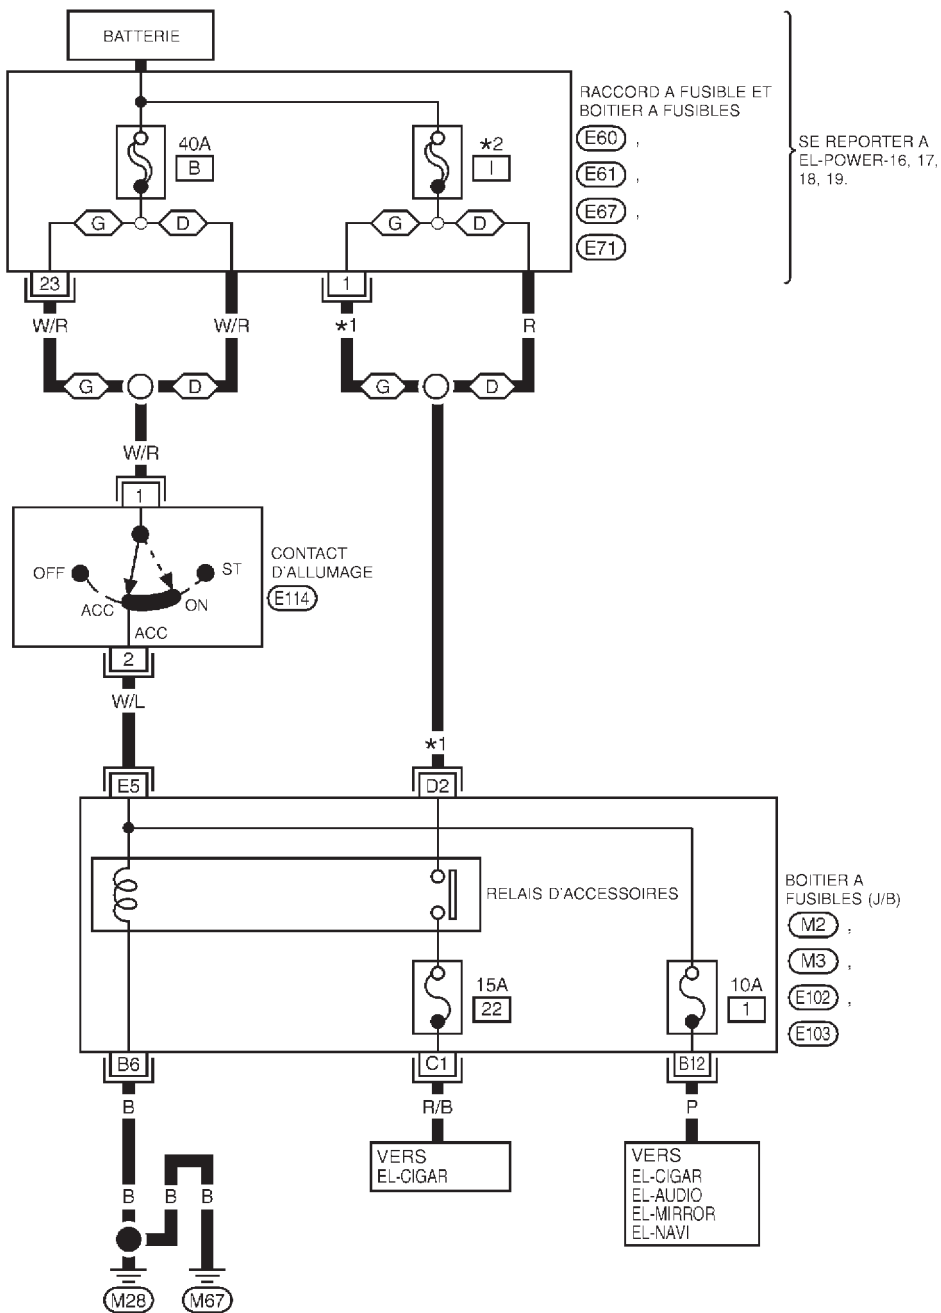 BATTERIE
RACCORD A FUSIBLE ET
BOITIER A FUSIBLES
E60 ,
E61 ,
E67 ,
E71
SE REPORTER A
EL-POWER-16, 17,
18, 19.
40A
B
★2
I
G D
G D
23
1
W/R
W/R
★1
R
G D
G D
W/R
1
CONTACT
D'ALLUMAGE
E114
OFF
ST
ACC
ON
ACC
2
W/L
★1
E5
D2
RELAIS D'ACCESSOIRES
BOITIER A
FUSIBLES (J/B)
M2 ,
M3 ,
E102 ,
E103
15A
22
10A
1
B6
C1
B12
B
R/B
P
VERS
EL-CIGAR
VERS
EL-CIGAR
EL-AUDIO
EL-MIRROR
EL-NAVI
B B B
M28 M67